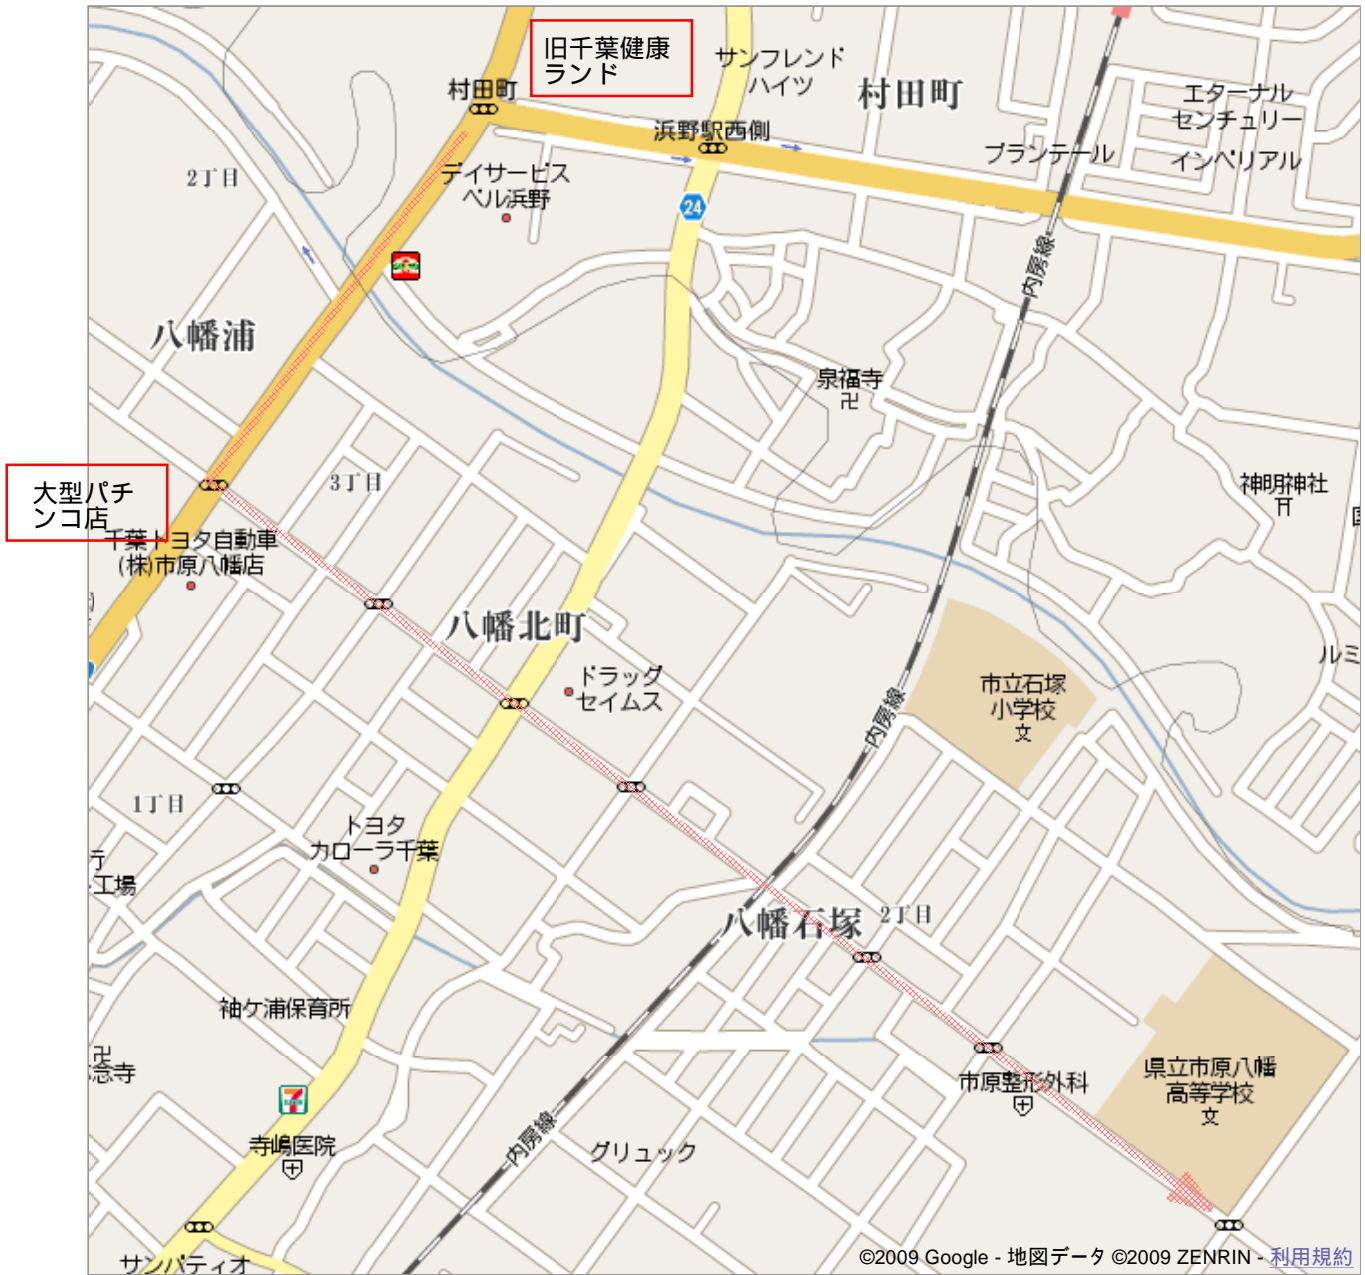 旧千葉健康
ランド
サンフレンド
ハイツ
村田町
村田町
エターナル
センチュリー
浜野駅西側
プランテール
インペリアル
デイサービス
ベル浜野
2丁目
24
内房線
八幡浦
泉福寺
3丁目
神明神社
大型パチ
ンコ店
千葉トヨタ自動車
(株)市原八幡店
八幡北町
ルミ
ドラッグ
セイムス
市立石塚
小学校
文
内房線
1丁目
トヨタ
カローラ千葉
工場
八幡石塚
2丁目
袖ケ浦保育所
念寺
県立市原八幡
高等学校
文
市原整形外科
7
寺嶋医院
内房線
グリュック
サンパティオ
©2009 Google - 地図データ ©2009 ZENRIN - 利用規約